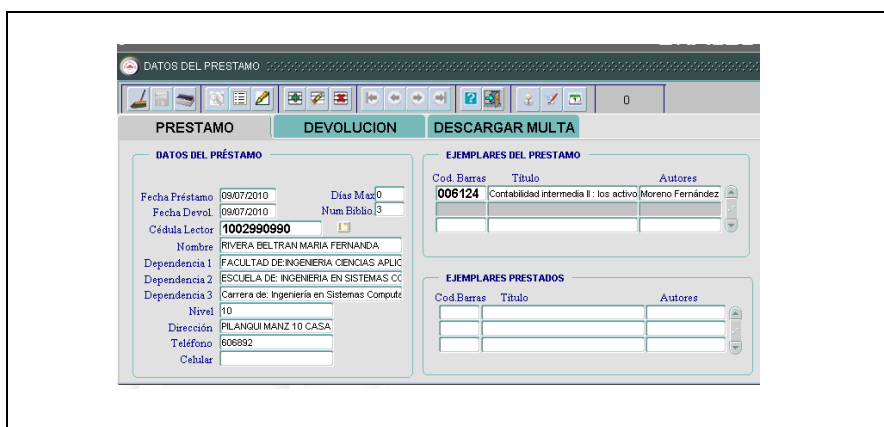 DATOS DEL PRESTAMO
0
PRESTAMO DEVOLUCION DESCARGAR MULTA
DATOS DEL PRÉSTAMO
Fecha Préstamo 09/07/2010 Días Max 0
Fecha Devol. 09/07/2010 Num Biblio. 3
Cédula Lector 1002990990
Nombre RIVERA BELTRAN MARIA FERNANDA
Dependencia 1 FACULTAD DE:INGENIERIA CIENCIAS APLIC
Dependencia 2 ESCUELA DE: INGENIERIA EN SISTEMAS CO
Dependencia 3 Carrera de: Ingeniería en Sistemas Compute
Nivel 10
Dirección PILANQUI MANZ 10 CASA
Teléfono 606892
Celular
EJEMPLARES DEL PRESTAMO
Cod. Barras Título Autores
006124 Contabilidad intermedia II : los activo Moreno Fernández
EJEMPLARES PRESTADOS
Cod.Barras Título Autores